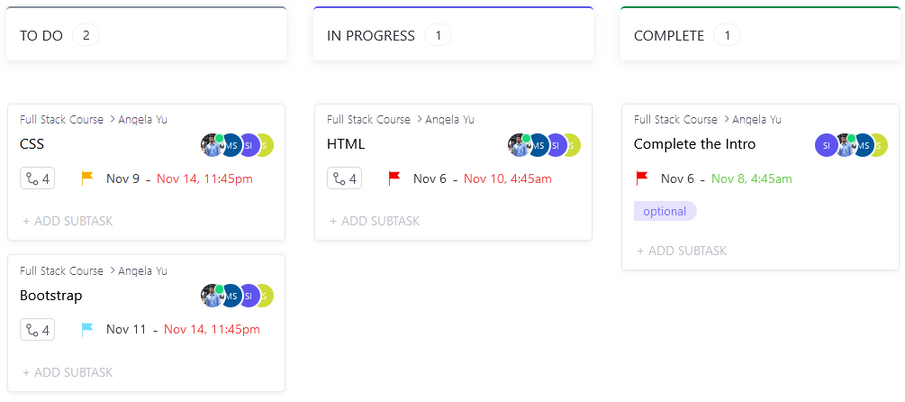 TO DO 2
IN PROGRESS 1
COMPLETE 1
Full Stack Course > Angela Yu
CSS
MS SI S
4 Nov 9 - Nov 14, 11:45pm
+ ADD SUBTASK
Full Stack Course > Angela Yu
Bootstrap
MS SI S
4 Nov 11 - Nov 14, 11:45pm
+ ADD SUBTASK
Full Stack Course > Angela Yu
HTML
MS SI S
4 Nov 6 - Nov 10, 4:45am
+ ADD SUBTASK
Full Stack Course > Angela Yu
Complete the Intro
SI MS S
Nov 6 - Nov 8, 4:45am
optional
+ ADD SUBTASK